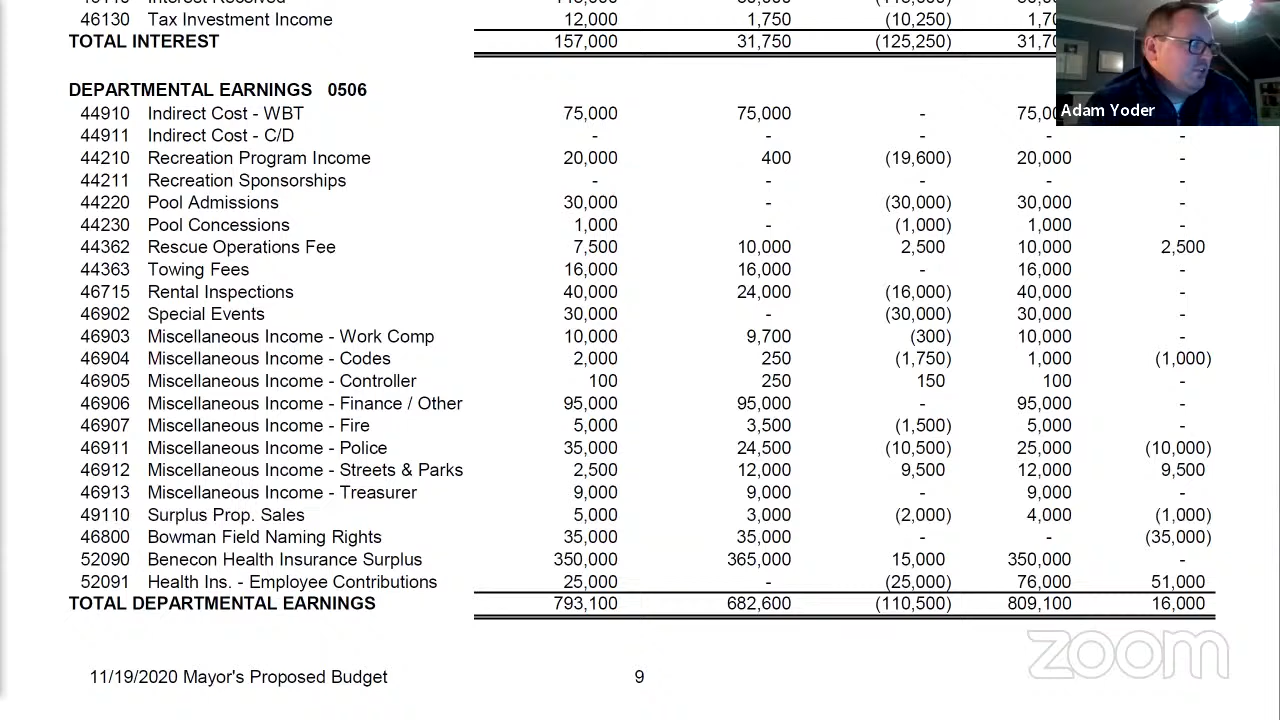 46130 Tax Investment Income 12,000 1,750 (10,250)
TOTAL INTEREST 157,000 31,750 (125,250)
DEPARTMENTAL EARNINGS 0506
44910 Indirect Cost - WBT 75,000 75,000 -
44911 Indirect Cost - C/D - - - - -
44210 Recreation Program Income 20,000 400 (19,600) 20,000 -
44211 Recreation Sponsorships - - - - -
44220 Pool Admissions 30,000 - (30,000) 30,000 -
44230 Pool Concessions 1,000 - (1,000) 1,000 -
44362 Rescue Operations Fee 7,500 10,000 2,500 10,000 2,500
44363 Towing Fees 16,000 16,000 - 16,000 -
46715 Rental Inspections 40,000 24,000 (16,000) 40,000 -
46902 Special Events 30,000 - (30,000) 30,000 -
46903 Miscellaneous Income - Work Comp 10,000 9,700 (300) 10,000 -
46904 Miscellaneous Income - Codes 2,000 250 (1,750) 1,000 (1,000)
46905 Miscellaneous Income - Controller 100 250 150 100 -
46906 Miscellaneous Income - Finance / Other 95,000 95,000 - 95,000 -
46907 Miscellaneous Income - Fire 5,000 3,500 (1,500) 5,000 -
46911 Miscellaneous Income - Police 35,000 24,500 (10,500) 25,000 (10,000)
46912 Miscellaneous Income - Streets & Parks 2,500 12,000 9,500 12,000 9,500
46913 Miscellaneous Income - Treasurer 9,000 9,000 - 9,000 -
49110 Surplus Prop. Sales 5,000 3,000 (2,000) 4,000 (1,000)
46800 Bowman Field Naming Rights 35,000 35,000 - - (35,000)
52090 Benecon Health Insurance Surplus 350,000 365,000 15,000 350,000 -
52091 Health Ins. - Employee Contributions 25,000 - (25,000) 76,000 51,000
TOTAL DEPARTMENTAL EARNINGS 793,100 682,600 (110,500) 809,100 16,000
11/19/2020 Mayor's Proposed Budget 9
Adam Yoder
zoom